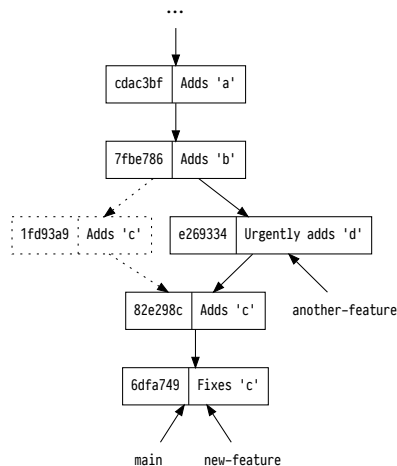 ...
cdac3bf Adds 'a'
7fbe786 Adds 'b'
1fd93a9 Adds 'c'
e269334 Urgently adds 'd'
82e298c Adds 'c'
another-feature
6dfa749 Fixes 'c'
main
new-feature